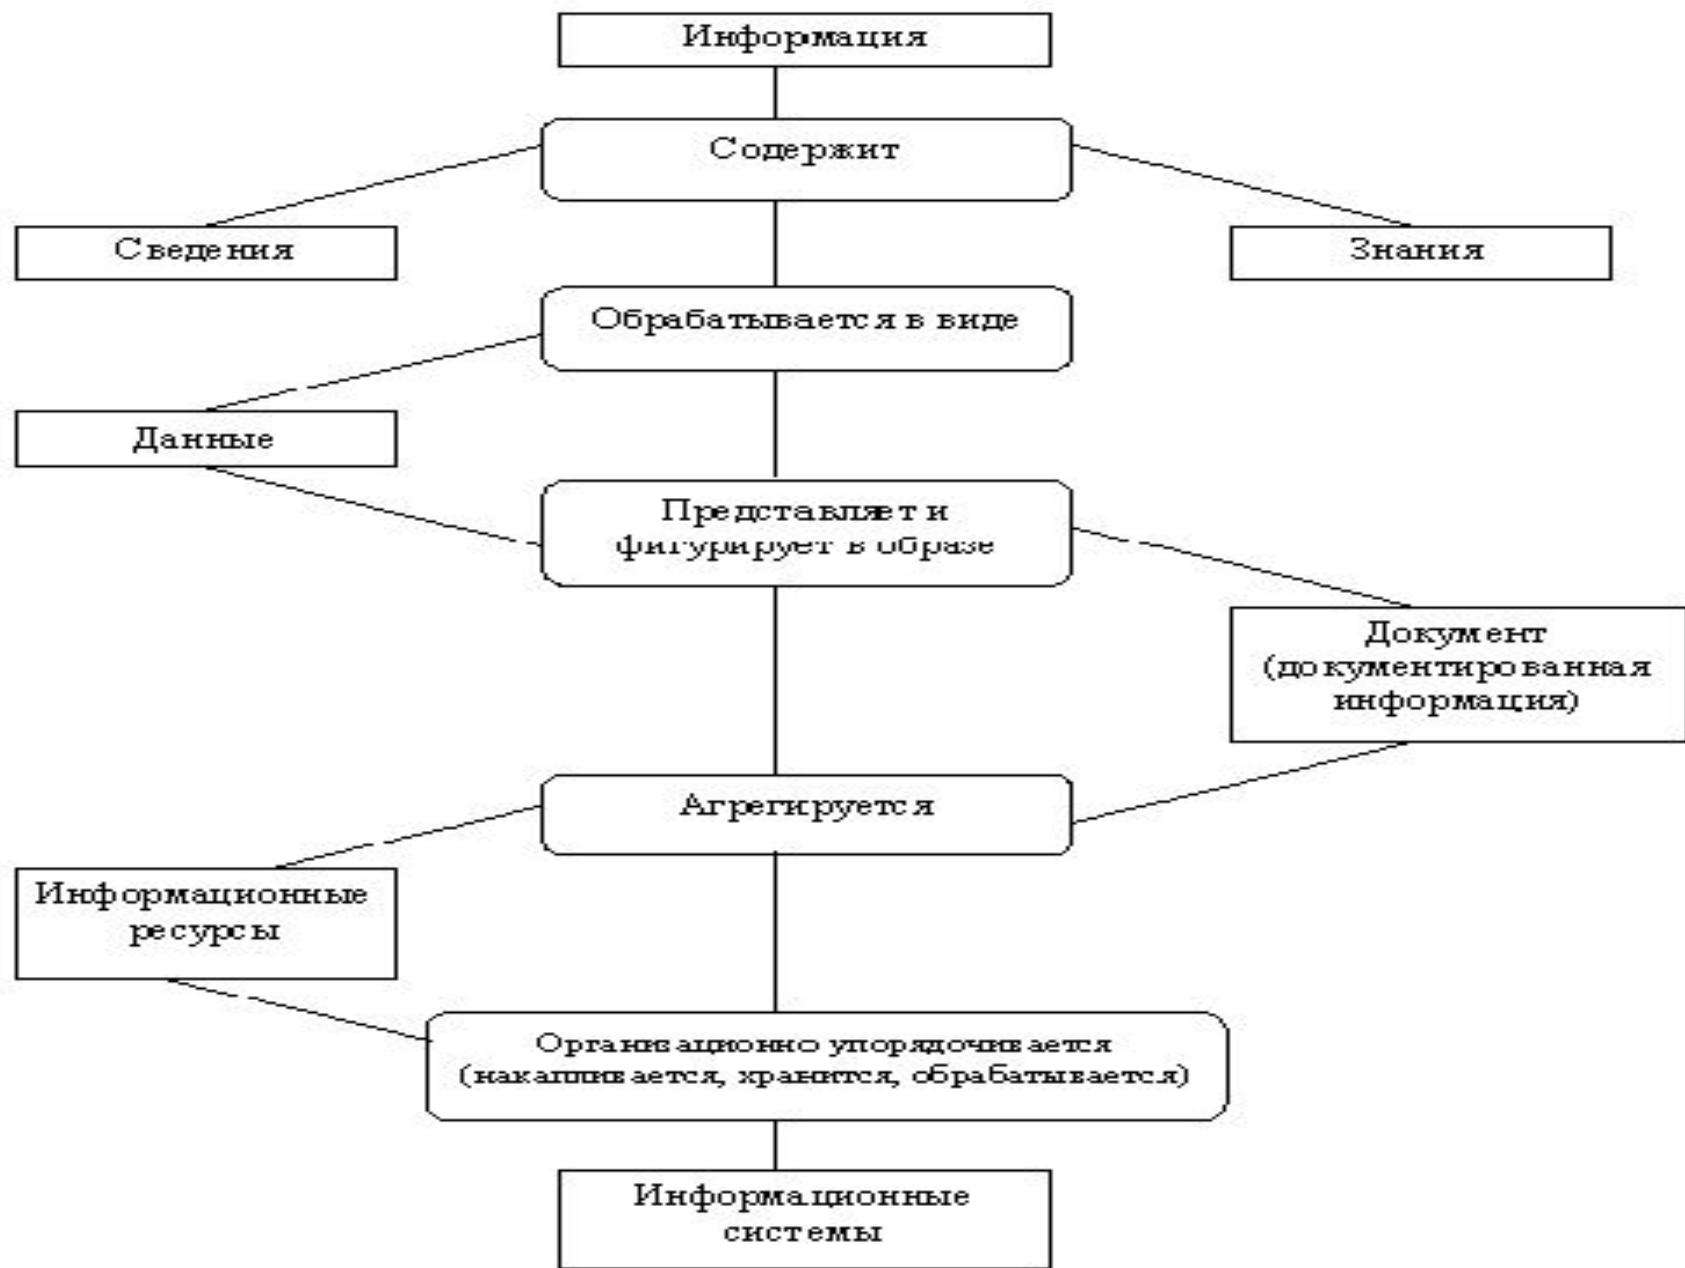 Информация
Содержит
Сведения
Знания
Обрабатывается в виде
Данные
Представляет и
фигурирует в образе
Документ
(документированная
информация)
Агрегируется
Информационные
ресурсы
Организационно упорядочивается
(накапливается, хранится, обрабатывается)
Информационные
системы